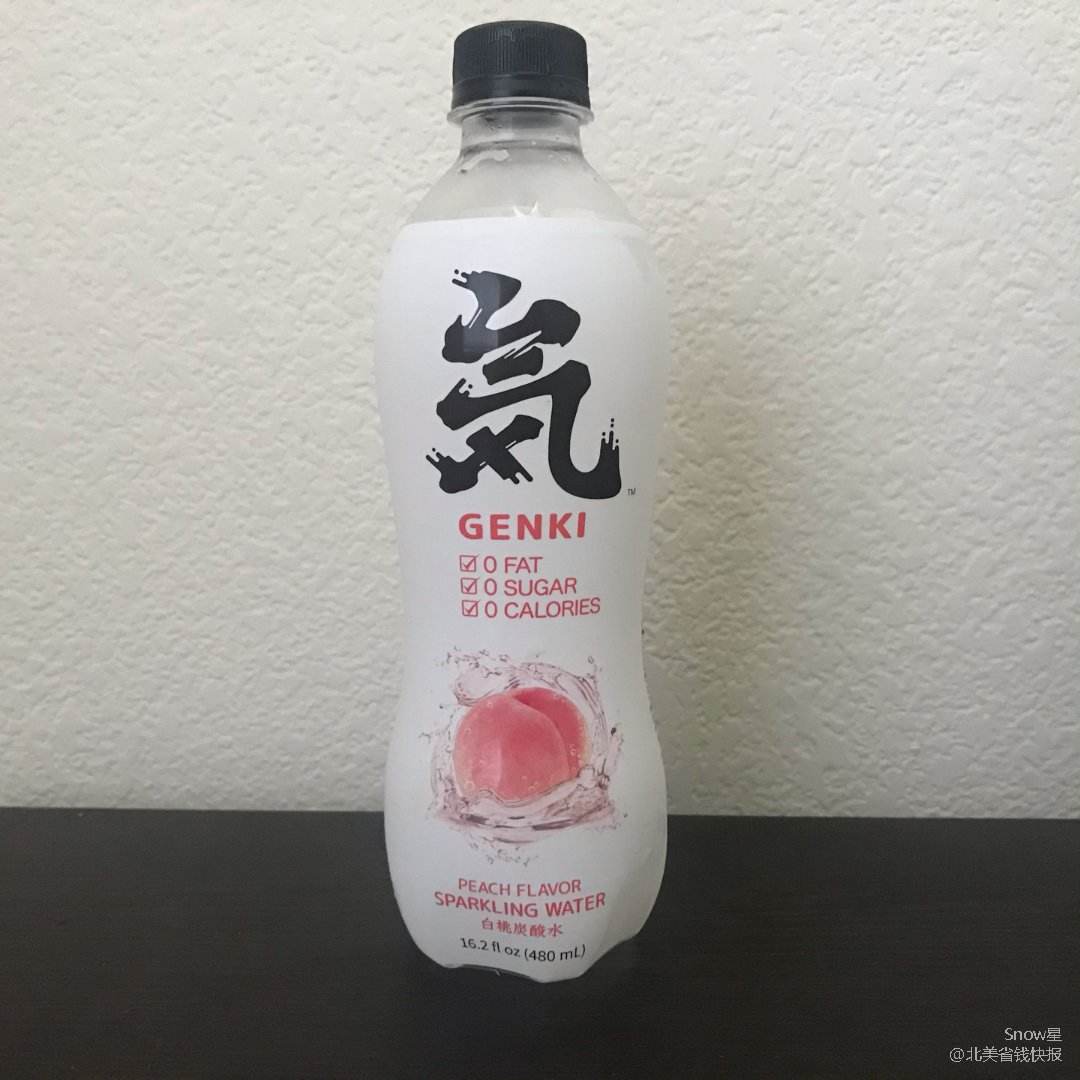 気
TM
GENKI
☑ 0 FAT
☑ 0 SUGAR
☑ 0 CALORIES
PEACH FLAVOR
SPARKLING WATER
白桃炭酸水
16.2 fl oz (480 mL)
Snow星
@北美省钱快报